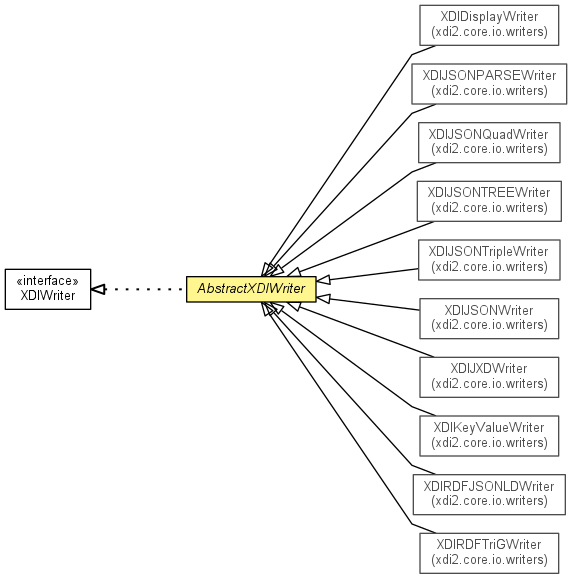 XDIDisplayWriter
(xdi2.core.io.writers)
XDIJSONPARSEWriter
(xdi2.core.io.writers)
XDIJSONQuadWriter
(xdi2.core.io.writers)
XDIJSONTREEWriter
(xdi2.core.io.writers)
XDIJSONTripleWriter
(xdi2.core.io.writers)
«interface»
XDIWriter
AbstractXDIWriter
XDIJSONWriter
(xdi2.core.io.writers)
XDIJXDWriter
(xdi2.core.io.writers)
XDIKeyValueWriter
(xdi2.core.io.writers)
XDIRDFJSONLDWriter
(xdi2.core.io.writers)
XDIRDFTriGWriter
(xdi2.core.io.writers)